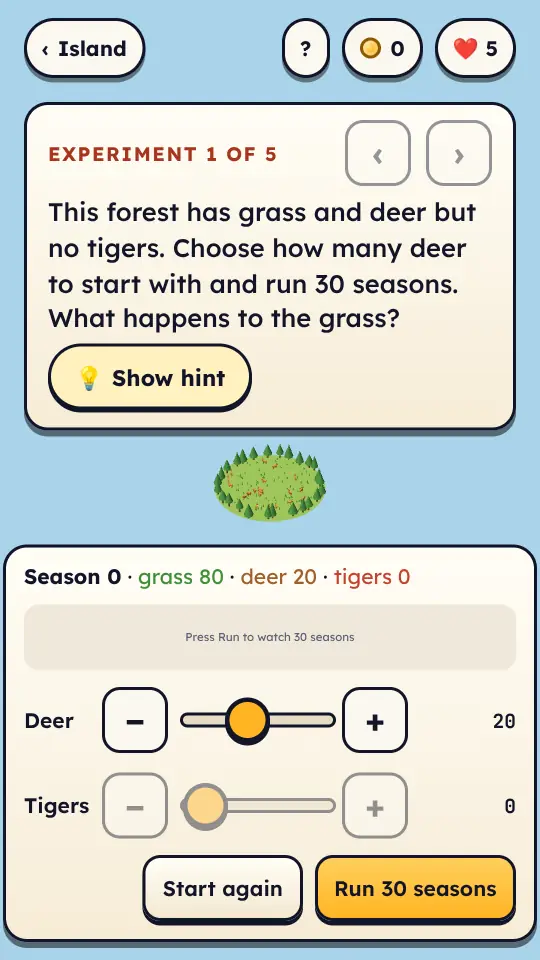 ‹ Island
?
0
5
EXPERIMENT 1 OF 5
‹
›
This forest has grass and deer but
no tigers. Choose how many deer
to start with and run 30 seasons.
What happens to the grass?
Show hint
Season 0 · grass 80 · deer 20 · tigers 0
Press Run to watch 30 seasons
Deer − + 20
Tigers − + 0
Start again
Run 30 seasons